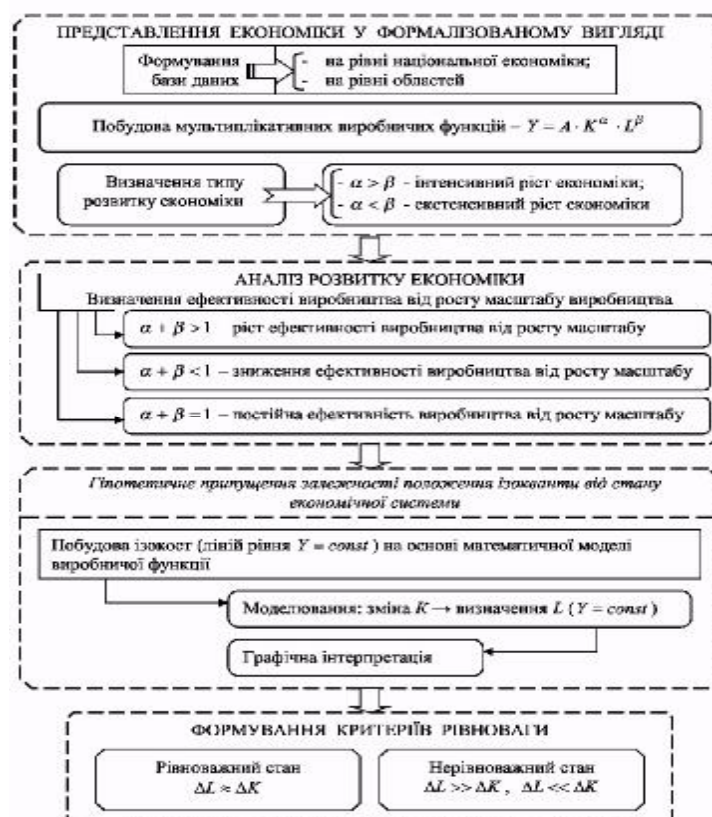 ПРЕДСТАВЛЕННЯ ЕКОНОМІКИ У ФОРМАЛІЗОВАНОМУ ВИГЛЯДІ
Формування
бази даних
- на рівні національної економіки;
- на рівні областей
Побудова мультиплікативних виробничих функцій – Y = A · K^α · L^β
Визначення типу
розвитку економіки
- α > β - інтенсивний ріст економіки;
- α < β - екстенсивний ріст економіки
АНАЛІЗ РОЗВИТКУ ЕКОНОМІКИ
Визначення ефективності виробництва від росту масштабу виробництва
α + β > 1 ріст ефективності виробництва від росту масштабу
α + β < 1 – зниження ефективності виробництва від росту масштабу
α + β = 1 – постійна ефективність виробництва від росту масштабу
Гіпотетичне припущення залежності положення ізокванти від стану
економічної системи
Побудова ізокост (ліній рівня Y = const ) на основі математичної моделі
виробничої функції
Моделювання: зміна K → визначення L ( Y = const )
Графічна інтерпретація
ФОРМУВАННЯ КРИТЕРІЇВ РІВНОВАГИ
Рівноважний стан
ΔL ≈ ΔK
Нерівноважний стан
ΔL >> ΔK , ΔL << ΔK